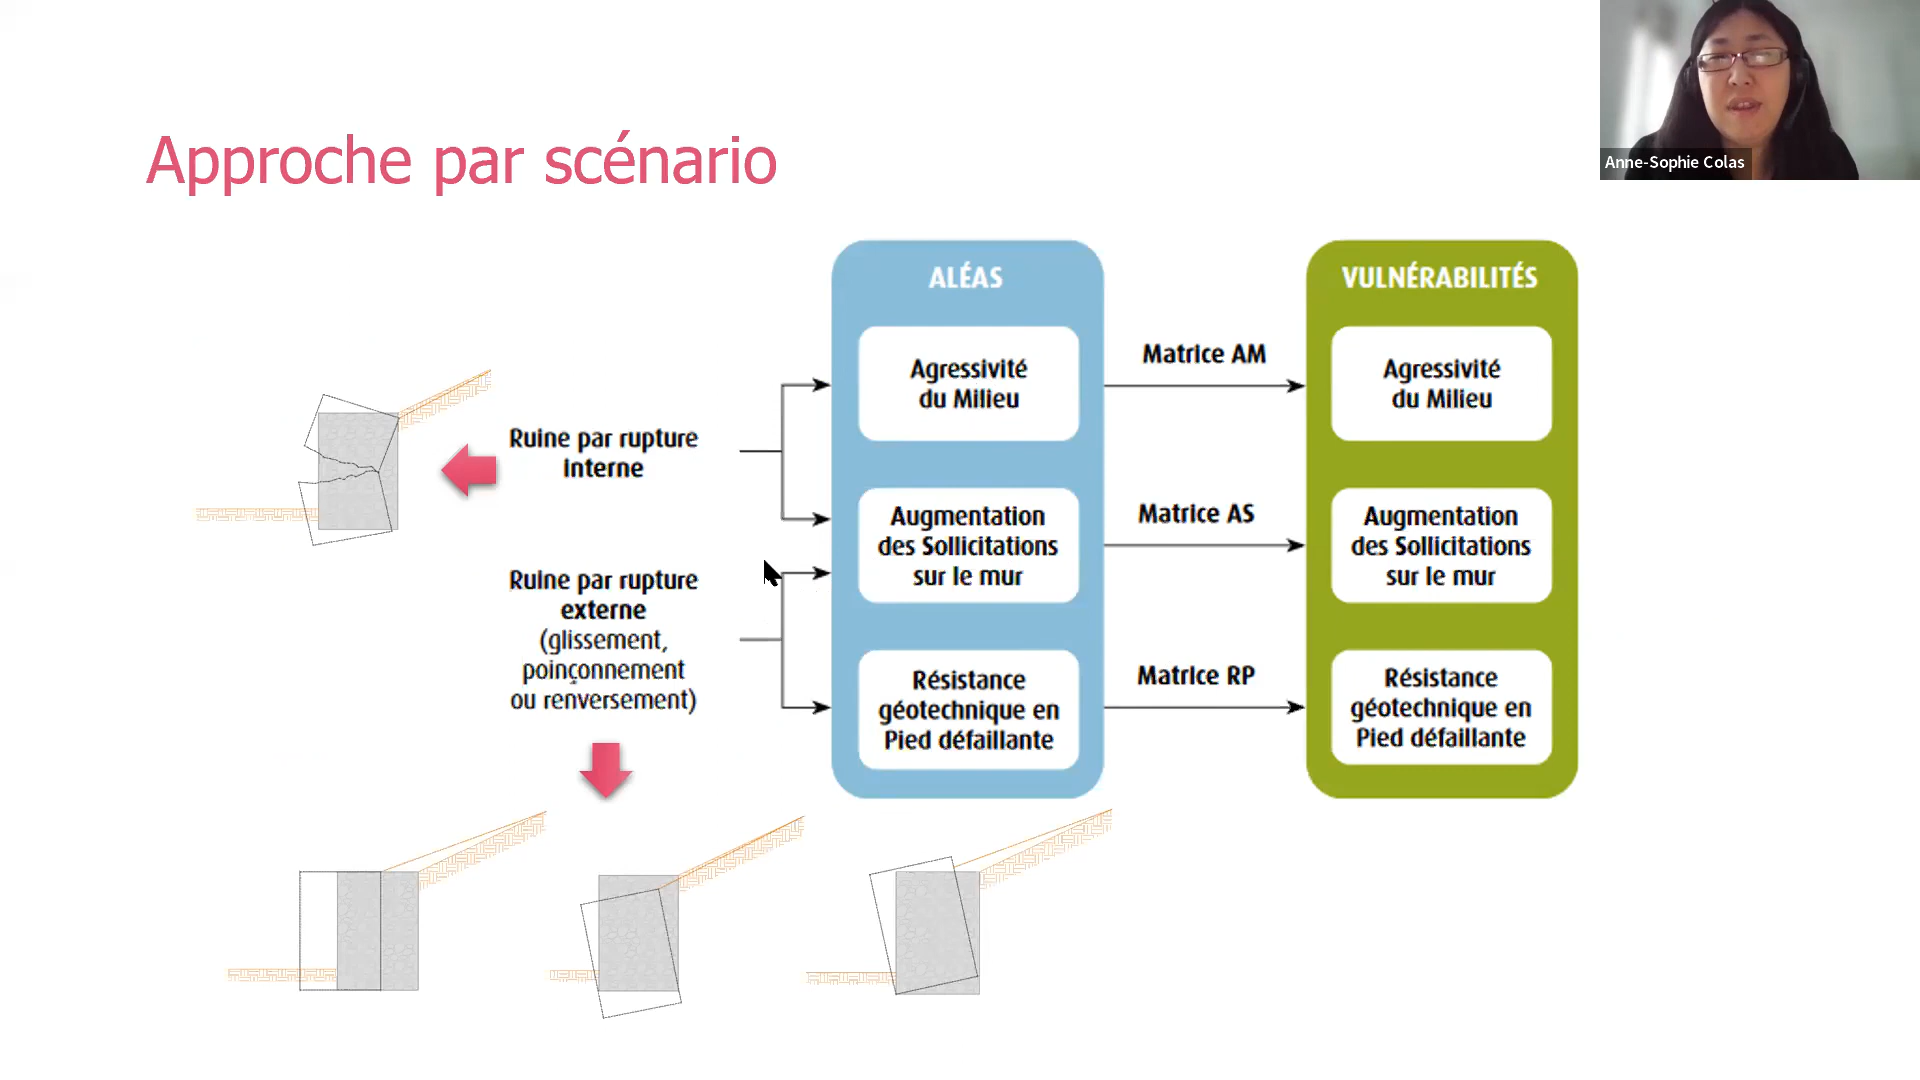 Anne-Sophie Colas
Approche par scénario
Ruine par rupture
interne
Ruine par rupture
externe
(glissement,
poinçonnement
ou renversement)
ALÉAS
Agressivité
du Milieu
Augmentation
des Sollicitations
sur le mur
Résistance
géotechnique en
Pied défaillante
Matrice AM
Matrice AS
Matrice RP
VULNÉRABILITÉS
Agressivité
du Milieu
Augmentation
des Sollicitations
sur le mur
Résistance
géotechnique en
Pied défaillante